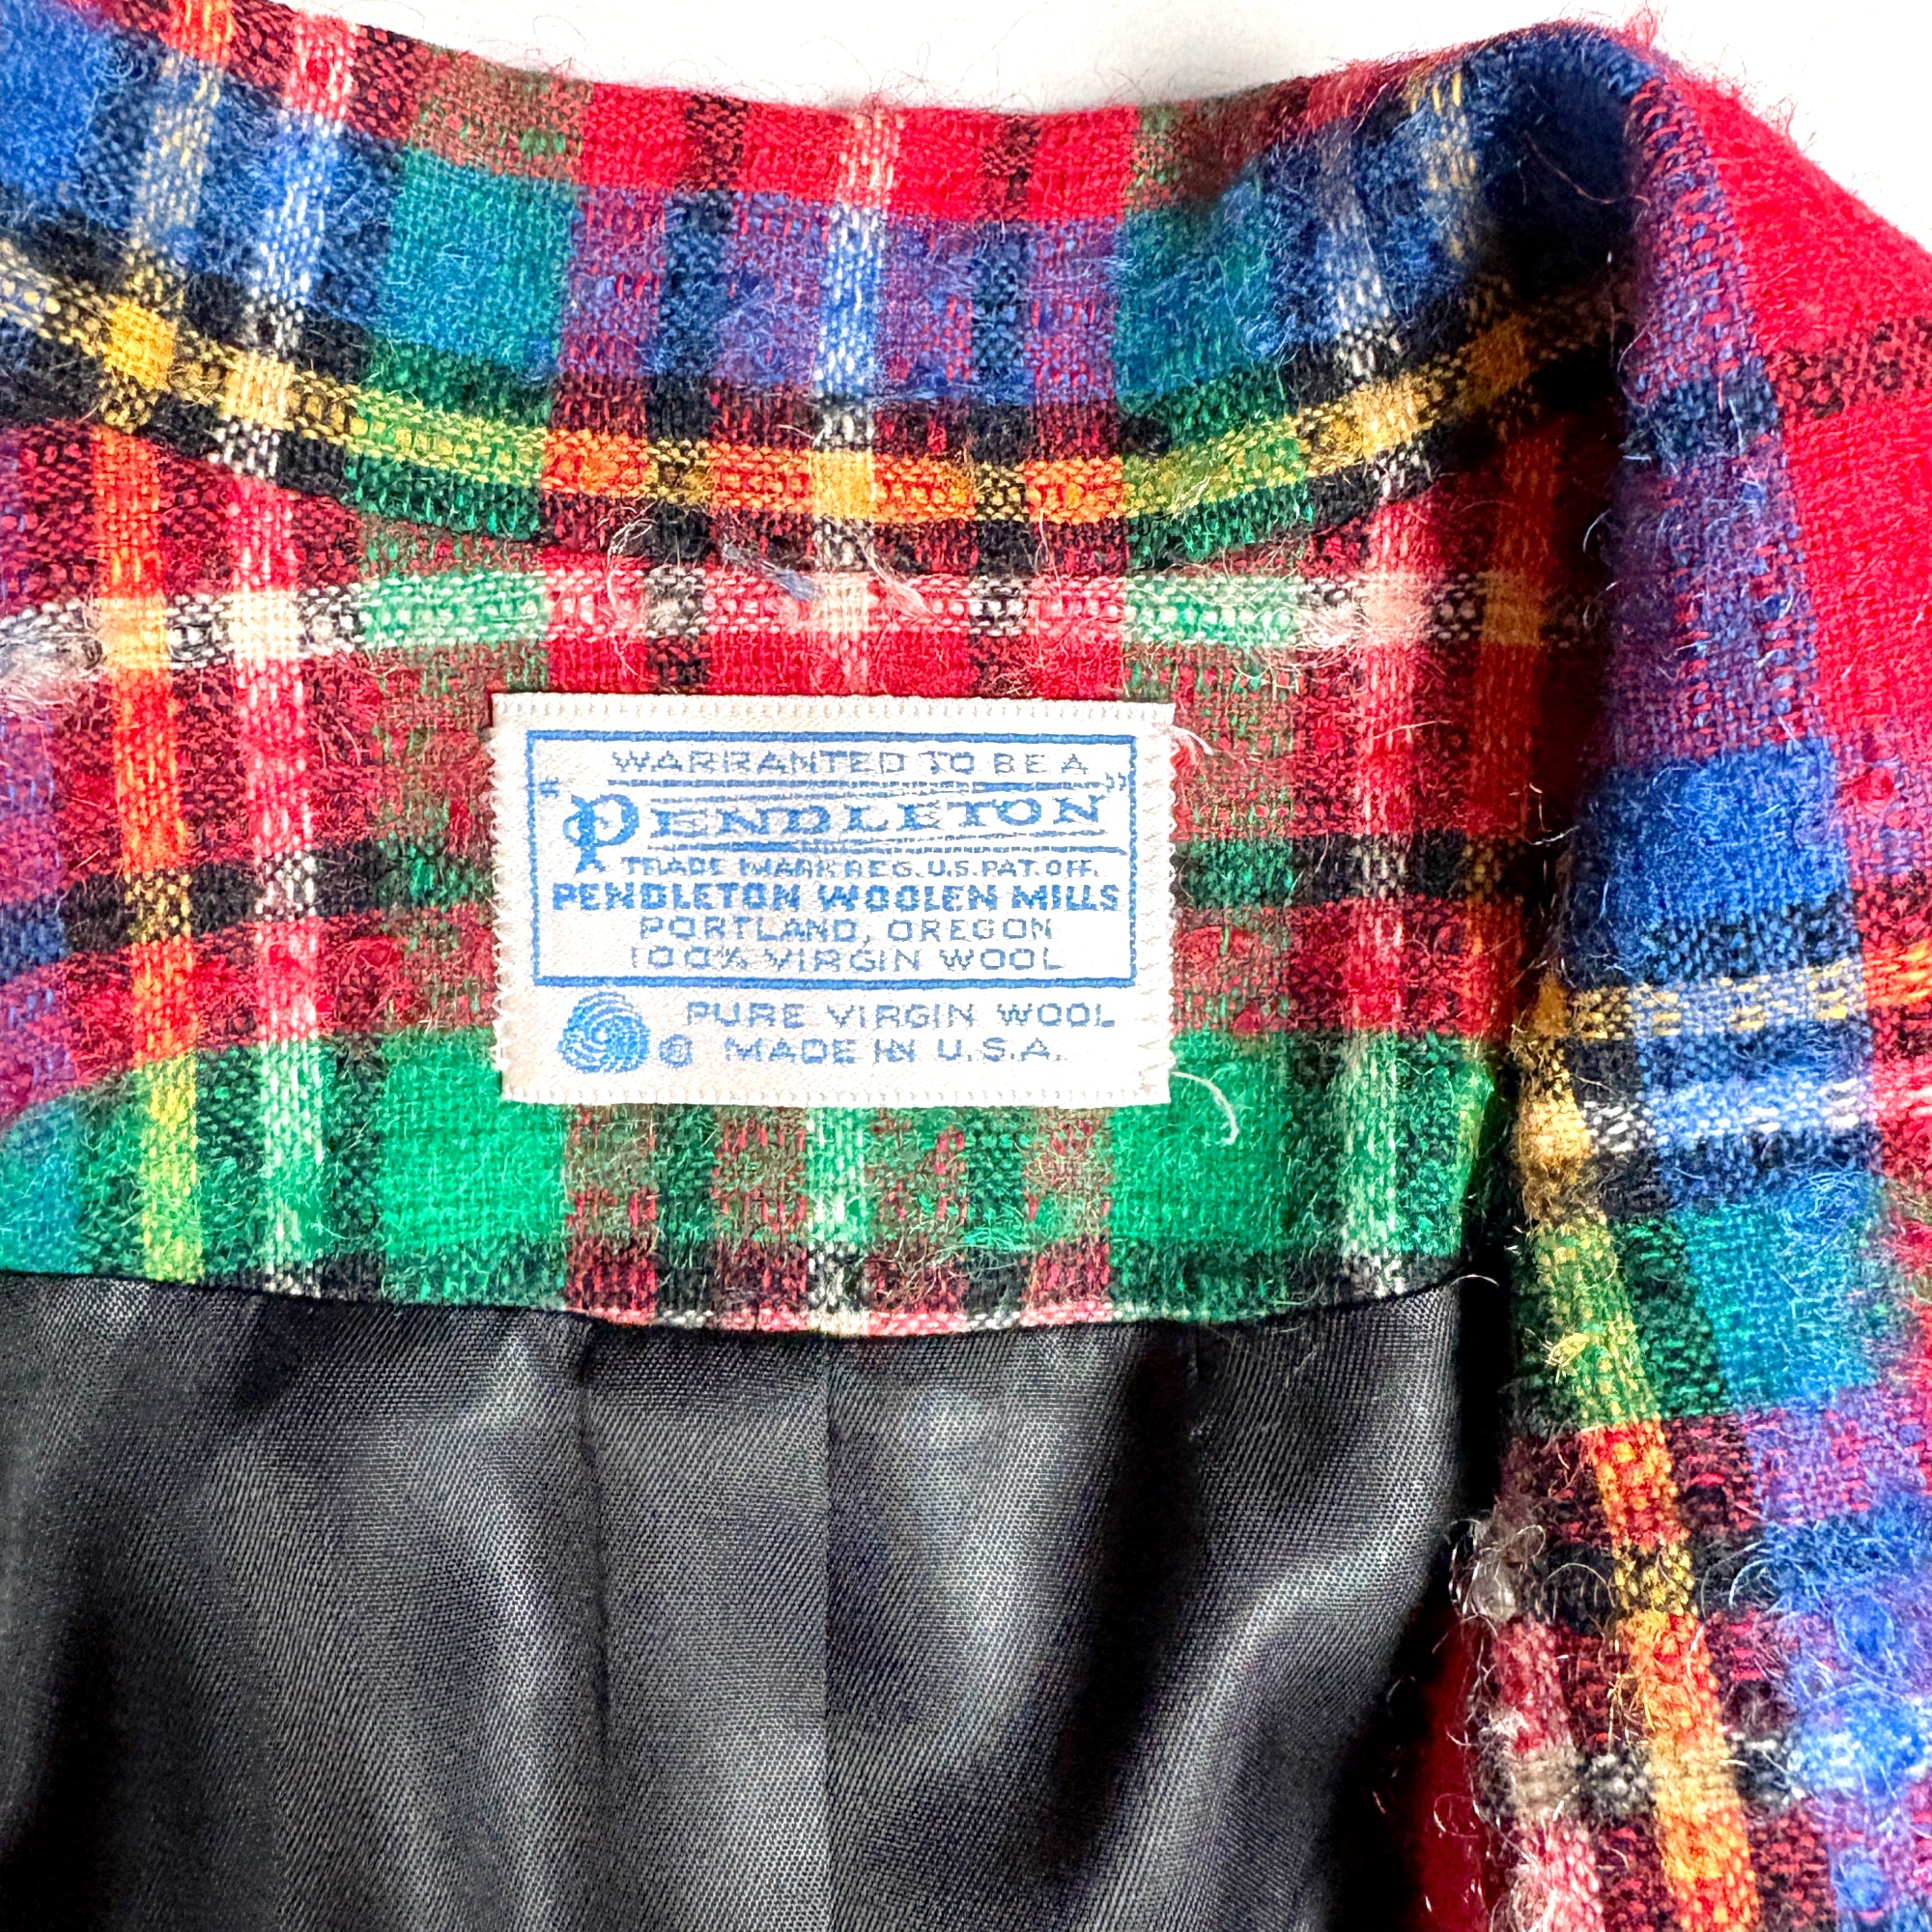 WARRANTED TO BE A
"PENDLETON"
TRADE MARK REG. U.S. PAT. OFF.
PENDLETON WOOLEN MILLS
PORTLAND, OREGON
100% VIRGIN WOOL
PURE VIRGIN WOOL
® MADE IN U.S.A.